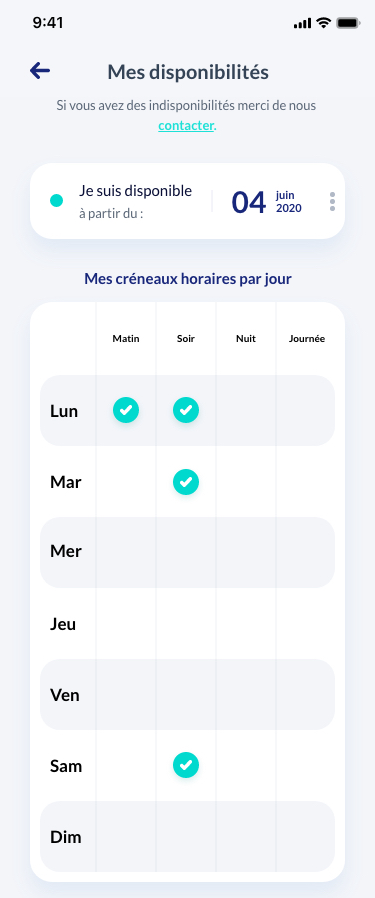 9:41
Mes disponibilités
Si vous avez des indisponibilités merci de nous
contacter.
Je suis disponible
à partir du :
04
juin
2020
Mes créneaux horaires par jour
Matin Soir Nuit Journée
Lun
Mar
Mer
Jeu
Ven
Sam
Dim